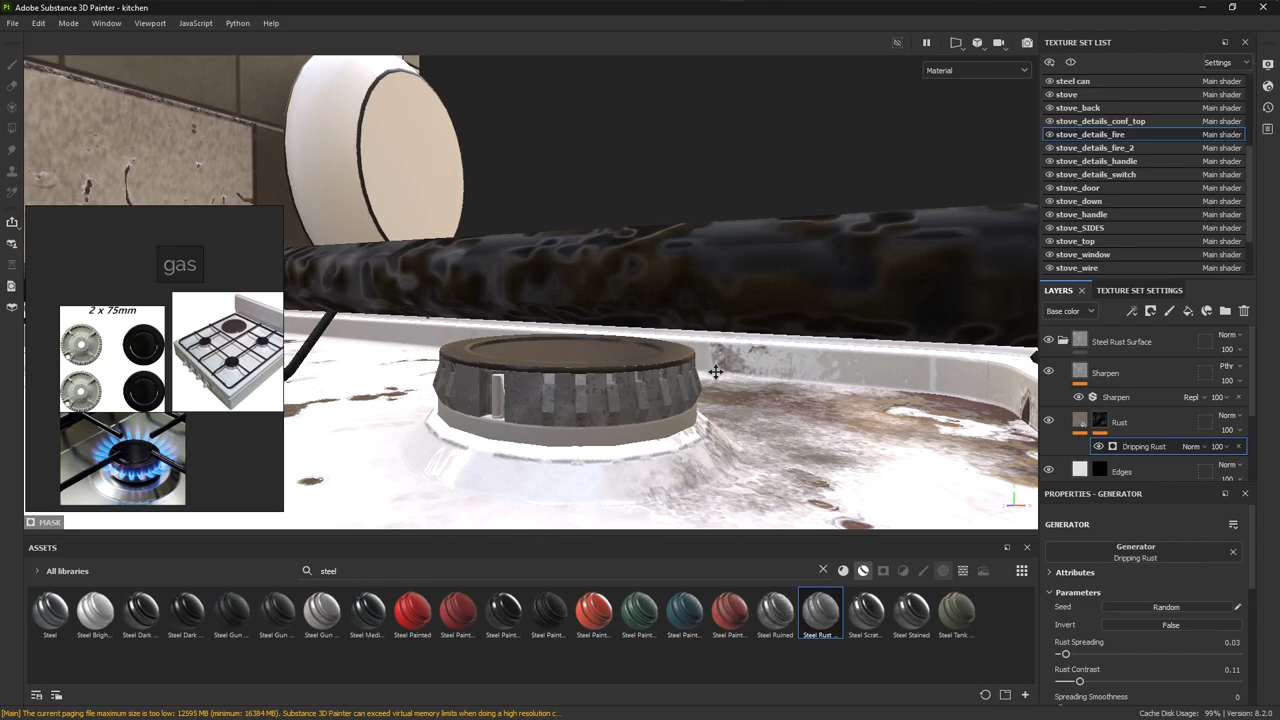 Adobe Substance 3D Painter - kitchen
File Edit Mode Window Viewport JavaScript Python Help
Material
TEXTURE SET LIST
Settings
steel can Main shader
stove Main shader
stove_back Main shader
stove_details_conf_top Main shader
stove_details_fire Main shader
stove_details_fire_2 Main shader
stove_details_handle Main shader
stove_details_switch Main shader
stove_door Main shader
stove_down Main shader
stove_handle Main shader
stove_SIDES Main shader
stove_top Main shader
stove_window Main shader
stove_wire Main shader
LAYERS TEXTURE SET SETTINGS
Base color
Steel Rust Surface Norm 100
Sharpen Pthr 100
Sharpen Repl 100
Rust Norm 100
Dripping Rust Norm 100
Edges Norm 100
PROPERTIES - GENERATOR
GENERATOR
Generator
Dripping Rust
Attributes
Parameters
Seed Random
Invert False
Rust Spreading 0.03
Rust Contrast 0.11
Spreading Smoothness 0
gas
2 x 75mm
MASK
ASSETS
All libraries
steel
Steel Steel Brigh... Steel Dark ... Steel Dark ... Steel Gun ... Steel Gun ... Steel Gun ... Steel Medi... Steel Painted Steel Paint... Steel Paint... Steel Paint... Steel Paint... Steel Paint... Steel Paint... Steel Paint... Steel Ruined Steel Rust ... Steel Scrat... Steel Stained Steel Tank ...
[Main] The current paging file maximum size is too low: 12595 MB (minimum: 16384 MB). Substance 3D Painter can exceed virtual memory limits when doing a high resolution c...
Cache Disk Usage: 99% | Version: 8.2.0